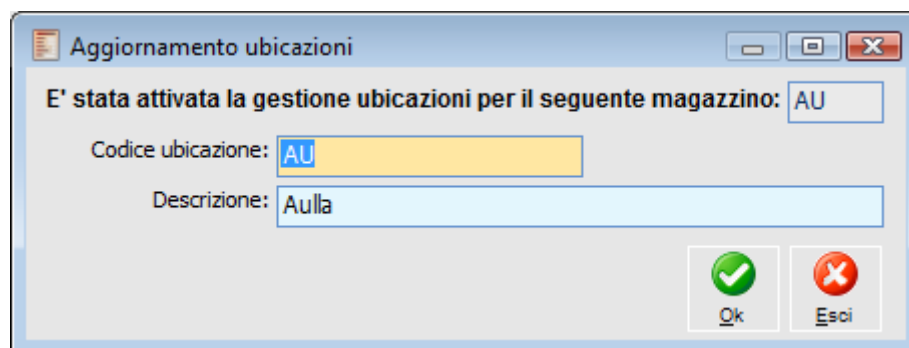 Aggiornamento ubicazioni
E' stata attivata la gestione ubicazioni per il seguente magazzino: AU
Codice ubicazione: AU
Descrizione: Aulla
Ok Esci